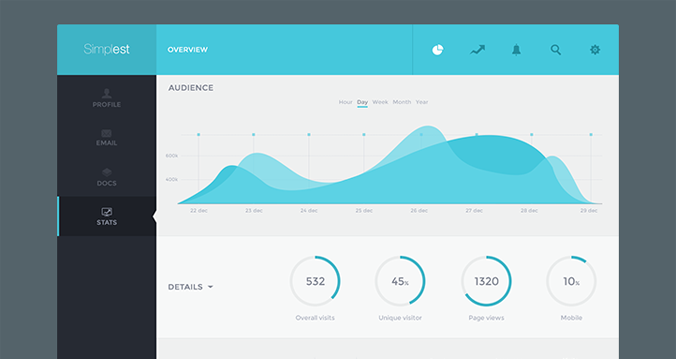 Simplest
OVERVIEW
PROFILE
EMAIL
DOCS
STATS
AUDIENCE
Hour Day Week Month Year
600k
400k
22 dec 23 dec 24 dec 25 dec 26 dec 27 dec 28 dec 29 dec
DETAILS
532 45% 1320 10%
Overall visits Unique visitor Page views Mobile